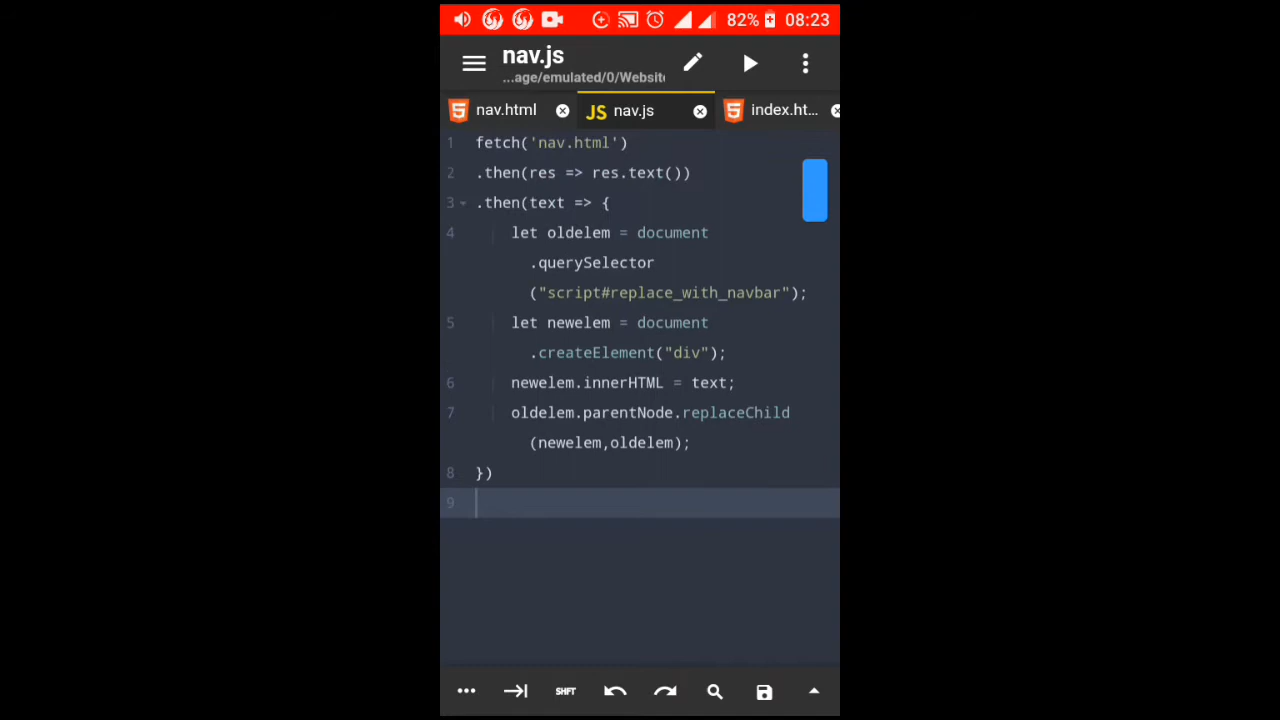 82% 08:23
nav.js
...age/emulated/0/Websit
nav.html JS nav.js index.ht...
1 fetch('nav.html')
2 .then(res => res.text())
3 .then(text => {
4 let oldelem = document
.querySelector
("script#replace_with_navbar");
5 let newelem = document
.createElement("div");
6 newelem.innerHTML = text;
7 oldelem.parentNode.replaceChild
(newelem,oldelem);
8 })
9
SHFT